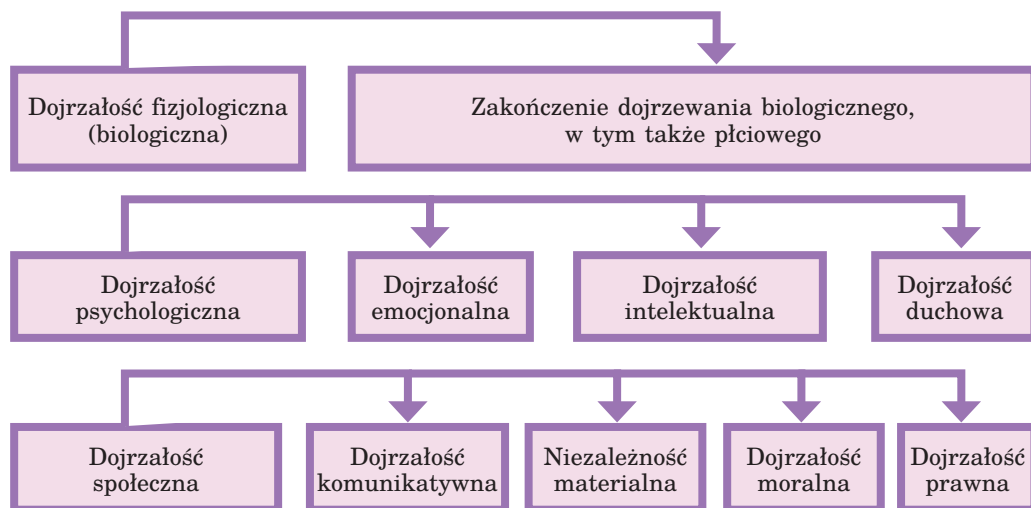 Dojrzałość fizjologiczna
(biologiczna)
Zakończenie dojrzewania biologicznego,
w tym także płciowego
Dojrzałość
psychologiczna
Dojrzałość
emocjonalna
Dojrzałość
intelektualna
Dojrzałość
duchowa
Dojrzałość
społeczna
Dojrzałość
komunikatywna
Niezależność
materialna
Dojrzałość
moralna
Dojrzałość
prawna